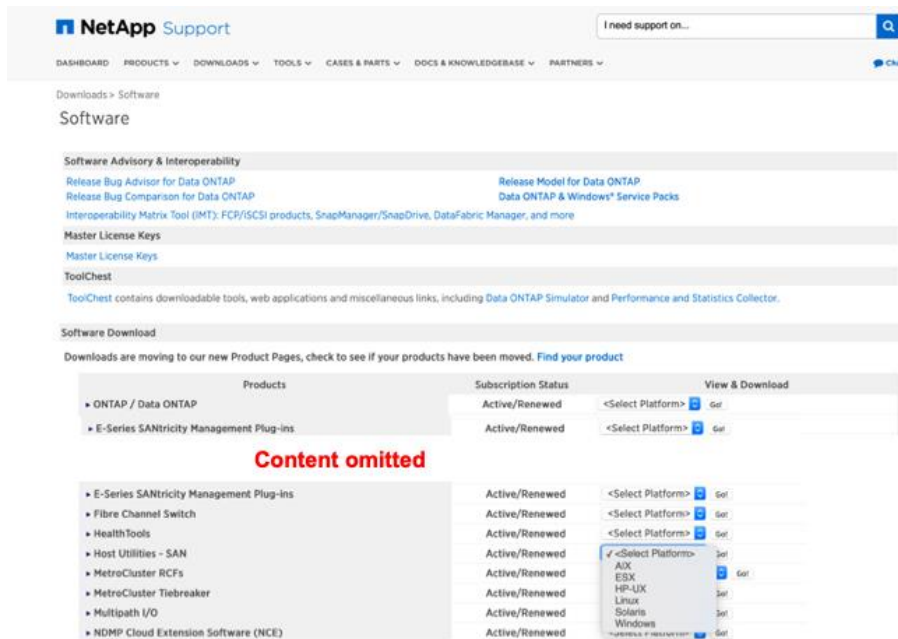 NetApp Support
I need support on...
DASHBOARD PRODUCTS DOWNLOADS TOOLS CASES & PARTS DOCS & KNOWLEDGEBASE PARTNERS
Downloads > Software
Software
Software Advisory & Interoperability
Release Bug Advisor for Data ONTAP Release Model for Data ONTAP
Release Bug Comparison for Data ONTAP Data ONTAP & Windows® Service Packs
Interoperability Matrix Tool (IMT): FCP/iSCSI products, SnapManager/SnapDrive, DataFabric Manager, and more
Master License Keys
Master License Keys
ToolChest
ToolChest contains downloadable tools, web applications and miscellaneous links, including Data ONTAP Simulator and Performance and Statistics Collector.
Software Download
Downloads are moving to our new Product Pages, check to see if your products have been moved. Find your product
Products Subscription Status View & Download
ONTAP / Data ONTAP Active/Renewed <Select Platform> Go!
E-Series SANtricity Management Plug-ins Active/Renewed <Select Platform> Go!
Content omitted
E-Series SANtricity Management Plug-ins Active/Renewed <Select Platform> Go!
Fibre Channel Switch Active/Renewed <Select Platform> Go!
HealthTools Active/Renewed <Select Platform> Go!
Host Utilities - SAN Active/Renewed ✓ <Select Platform> Go!
AIX
MetroCluster RCFs Active/Renewed ESX Go!
HP-UX
MetroCluster Tiebreaker Active/Renewed Linux Go!
Solaris
Multipath I/O Active/Renewed Windows Go!
NDMP Cloud Extension Software (NCE) Active/Renewed <Select Platform> Go!